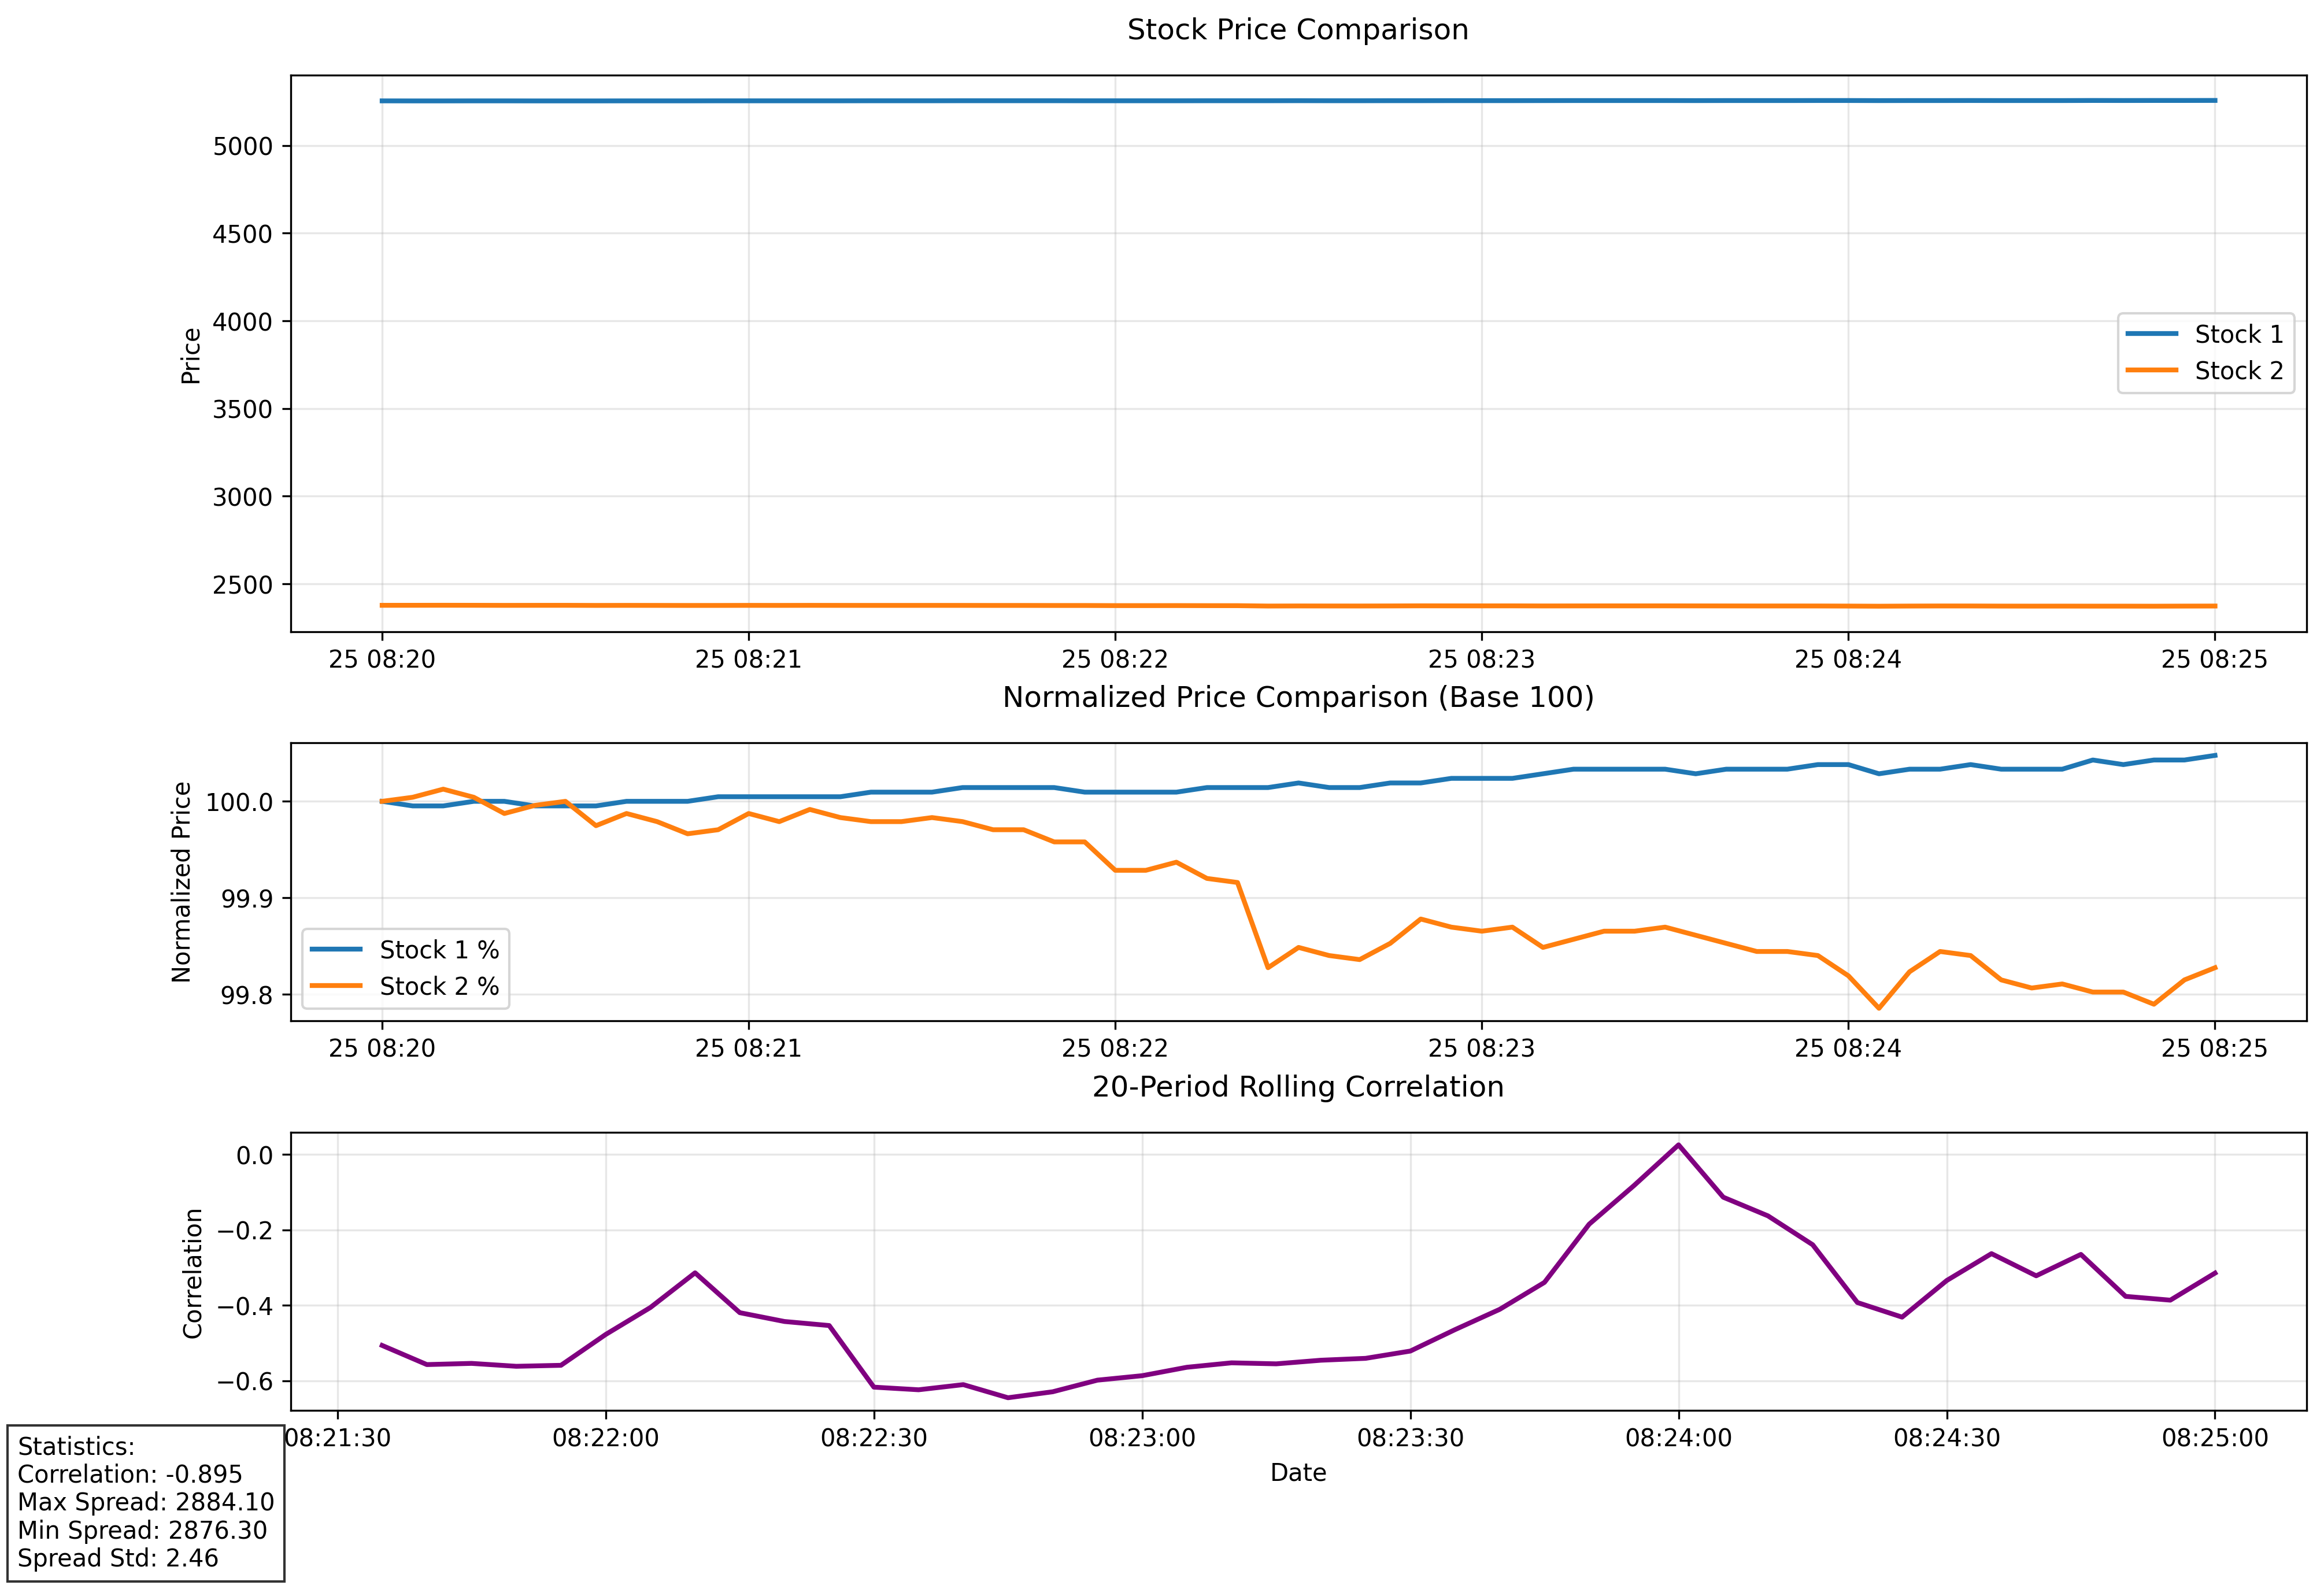 Stock Price Comparison
Price
5000
4500
4000
3500
3000
2500
Stock 1
Stock 2
25 08:20 25 08:21 25 08:22 25 08:23 25 08:24 25 08:25
Normalized Price Comparison (Base 100)
Normalized Price
100.0
99.9
99.8
Stock 1 %
Stock 2 %
25 08:20 25 08:21 25 08:22 25 08:23 25 08:24 25 08:25
20-Period Rolling Correlation
Correlation
0.0
−0.2
−0.4
−0.6
08:21:30 08:22:00 08:22:30 08:23:00 08:23:30 08:24:00 08:24:30 08:25:00
Date
Statistics:
Correlation: -0.895
Max Spread: 2884.10
Min Spread: 2876.30
Spread Std: 2.46